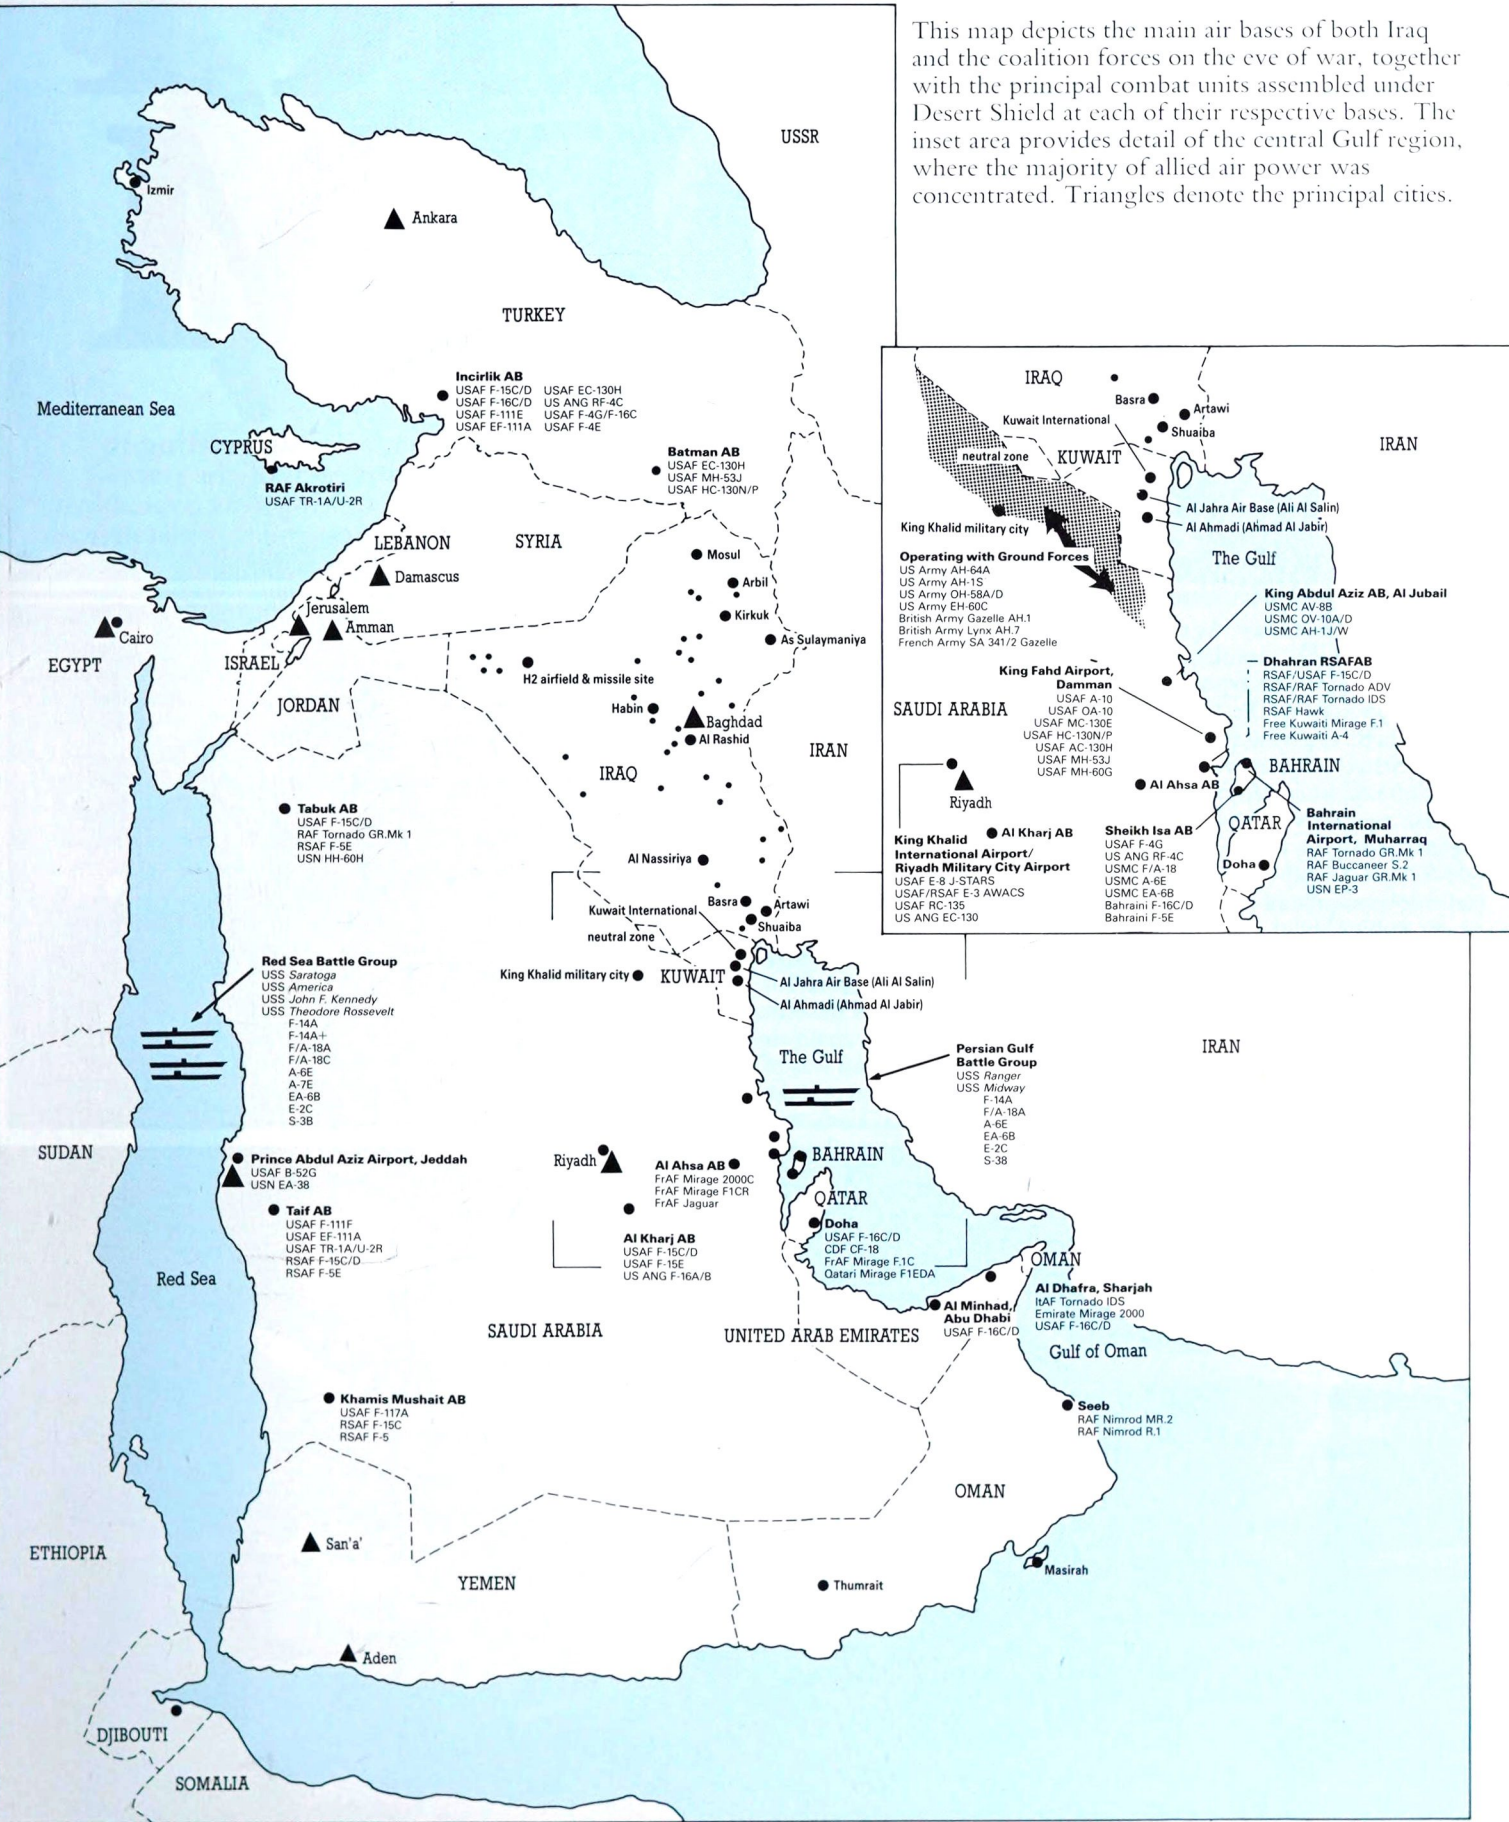 This map depicts the main air bases of both Iraq
and the coalition forces on the eve of war, together
with the principal combat units assembled under
Desert Shield at each of their respective bases. The
inset area provides detail of the central Gulf region,
where the majority of allied air power was
concentrated. Triangles denote the principal cities.
USSR
Izmir
Ankara
TURKEY
Mediterranean Sea
CYPRUS
RAF Akrotiri
USAF TR-1A/U-2R
Incirlik AB
USAF F-15C/D USAF EC-130H
USAF F-16C/D US ANG RF-4C
USAF F-111E USAF F-4G/F-16C
USAF EF-111A USAF F-4E
Batman AB
USAF EC-130H
USAF MH-53J
USAF HC-130N/P
LEBANON
SYRIA
Damascus
Jerusalem
Amman
Cairo
EGYPT
ISRAEL
JORDAN
Mosul
Arbil
Kirkuk
As Sulaymaniya
H2 airfield & missile site
Habin
Baghdad
Al Rashid
IRAQ
IRAN
Tabuk AB
USAF F-15C/D
RAF Tornado GR.Mk 1
RSAF F-5E
USN HH-60H
Al Nassiriya
Basra
Artawi
Kuwait International
Shuaiba
neutral zone
King Khalid military city
KUWAIT
Al Jahra Air Base (Ali Al Salin)
Al Ahmadi (Ahmad Al Jabir)
The Gulf
Red Sea Battle Group
USS Saratoga
USS America
USS John F. Kennedy
USS Theodore Rossevelt
F-14A
F-14A+
F/A-18A
F/A-18C
A-6E
A-7E
EA-6B
E-2C
S-3B
Persian Gulf
Battle Group
USS Ranger
USS Midway
F-14A
F/A-18A
A-6E
EA-6B
E-2C
S-38
IRAN
SUDAN
Prince Abdul Aziz Airport, Jeddah
USAF B-52G
USN EA-38
Taif AB
USAF F-111F
USAF EF-111A
USAF TR-1A/U-2R
RSAF F-15C/D
RSAF F-5E
Red Sea
Riyadh
Al Ahsa AB
FrAF Mirage 2000C
FrAF Mirage F1CR
FrAF Jaguar
Al Kharj AB
USAF F-15C/D
USAF F-15E
US ANG F-16A/B
BAHRAIN
QATAR
Doha
USAF F-16C/D
CDF CF-18
FrAF Mirage F.1C
Qatari Mirage F1EDA
OMAN
Al Dhafra, Sharjah
ItAF Tornado IDS
Emirate Mirage 2000
USAF F-16C/D
Al Minhad,
Abu Dhabi
USAF F-16C/D
SAUDI ARABIA
UNITED ARAB EMIRATES
Gulf of Oman
Khamis Mushait AB
USAF F-117A
RSAF F-15C
RSAF F-5
Seeb
RAF Nimrod MR.2
RAF Nimrod R.1
OMAN
ETHIOPIA
San'a'
YEMEN
Thumrait
Masirah
Aden
DJIBOUTI
SOMALIA
IRAQ
Basra
Artawi
Kuwait International
Shuaiba
IRAN
neutral zone
KUWAIT
Al Jahra Air Base (Ali Al Salin)
Al Ahmadi (Ahmad Al Jabir)
King Khalid military city
The Gulf
Operating with Ground Forces
US Army AH-64A
US Army AH-1S
US Army OH-58A/D
US Army EH-60C
British Army Gazelle AH.1
British Army Lynx AH.7
French Army SA 341/2 Gazelle
King Abdul Aziz AB, Al Jubail
USMC AV-8B
USMC OV-10A/D
USMC AH-1J/W
King Fahd Airport,
Damman
USAF A-10
USAF OA-10
USAF MC-130E
USAF HC-130N/P
USAF AC-130H
USAF MH-53J
USAF MH-60G
Dhahran RSAFAB
RSAF/USAF F-15C/D
RSAF/RAF Tornado ADV
RSAF/RAF Tornado IDS
RSAF Hawk
Free Kuwaiti Mirage F.1
Free Kuwaiti A-4
SAUDI ARABIA
Riyadh
Al Ahsa AB
BAHRAIN
Al Kharj AB
King Khalid
International Airport/
Riyadh Military City Airport
USAF E-8 J-STARS
USAF/RSAF E-3 AWACS
USAF RC-135
US ANG EC-130
Sheikh Isa AB
USAF F-4G
US ANG RF-4C
USMC F/A-18
USMC A-6E
USMC EA-6B
Bahraini F-16C/D
Bahraini F-5E
QATAR
Doha
Bahrain
International
Airport, Muharraq
RAF Tornado GR.Mk 1
RAF Buccaneer S.2
RAF Jaguar GR.Mk 1
USN EP-3